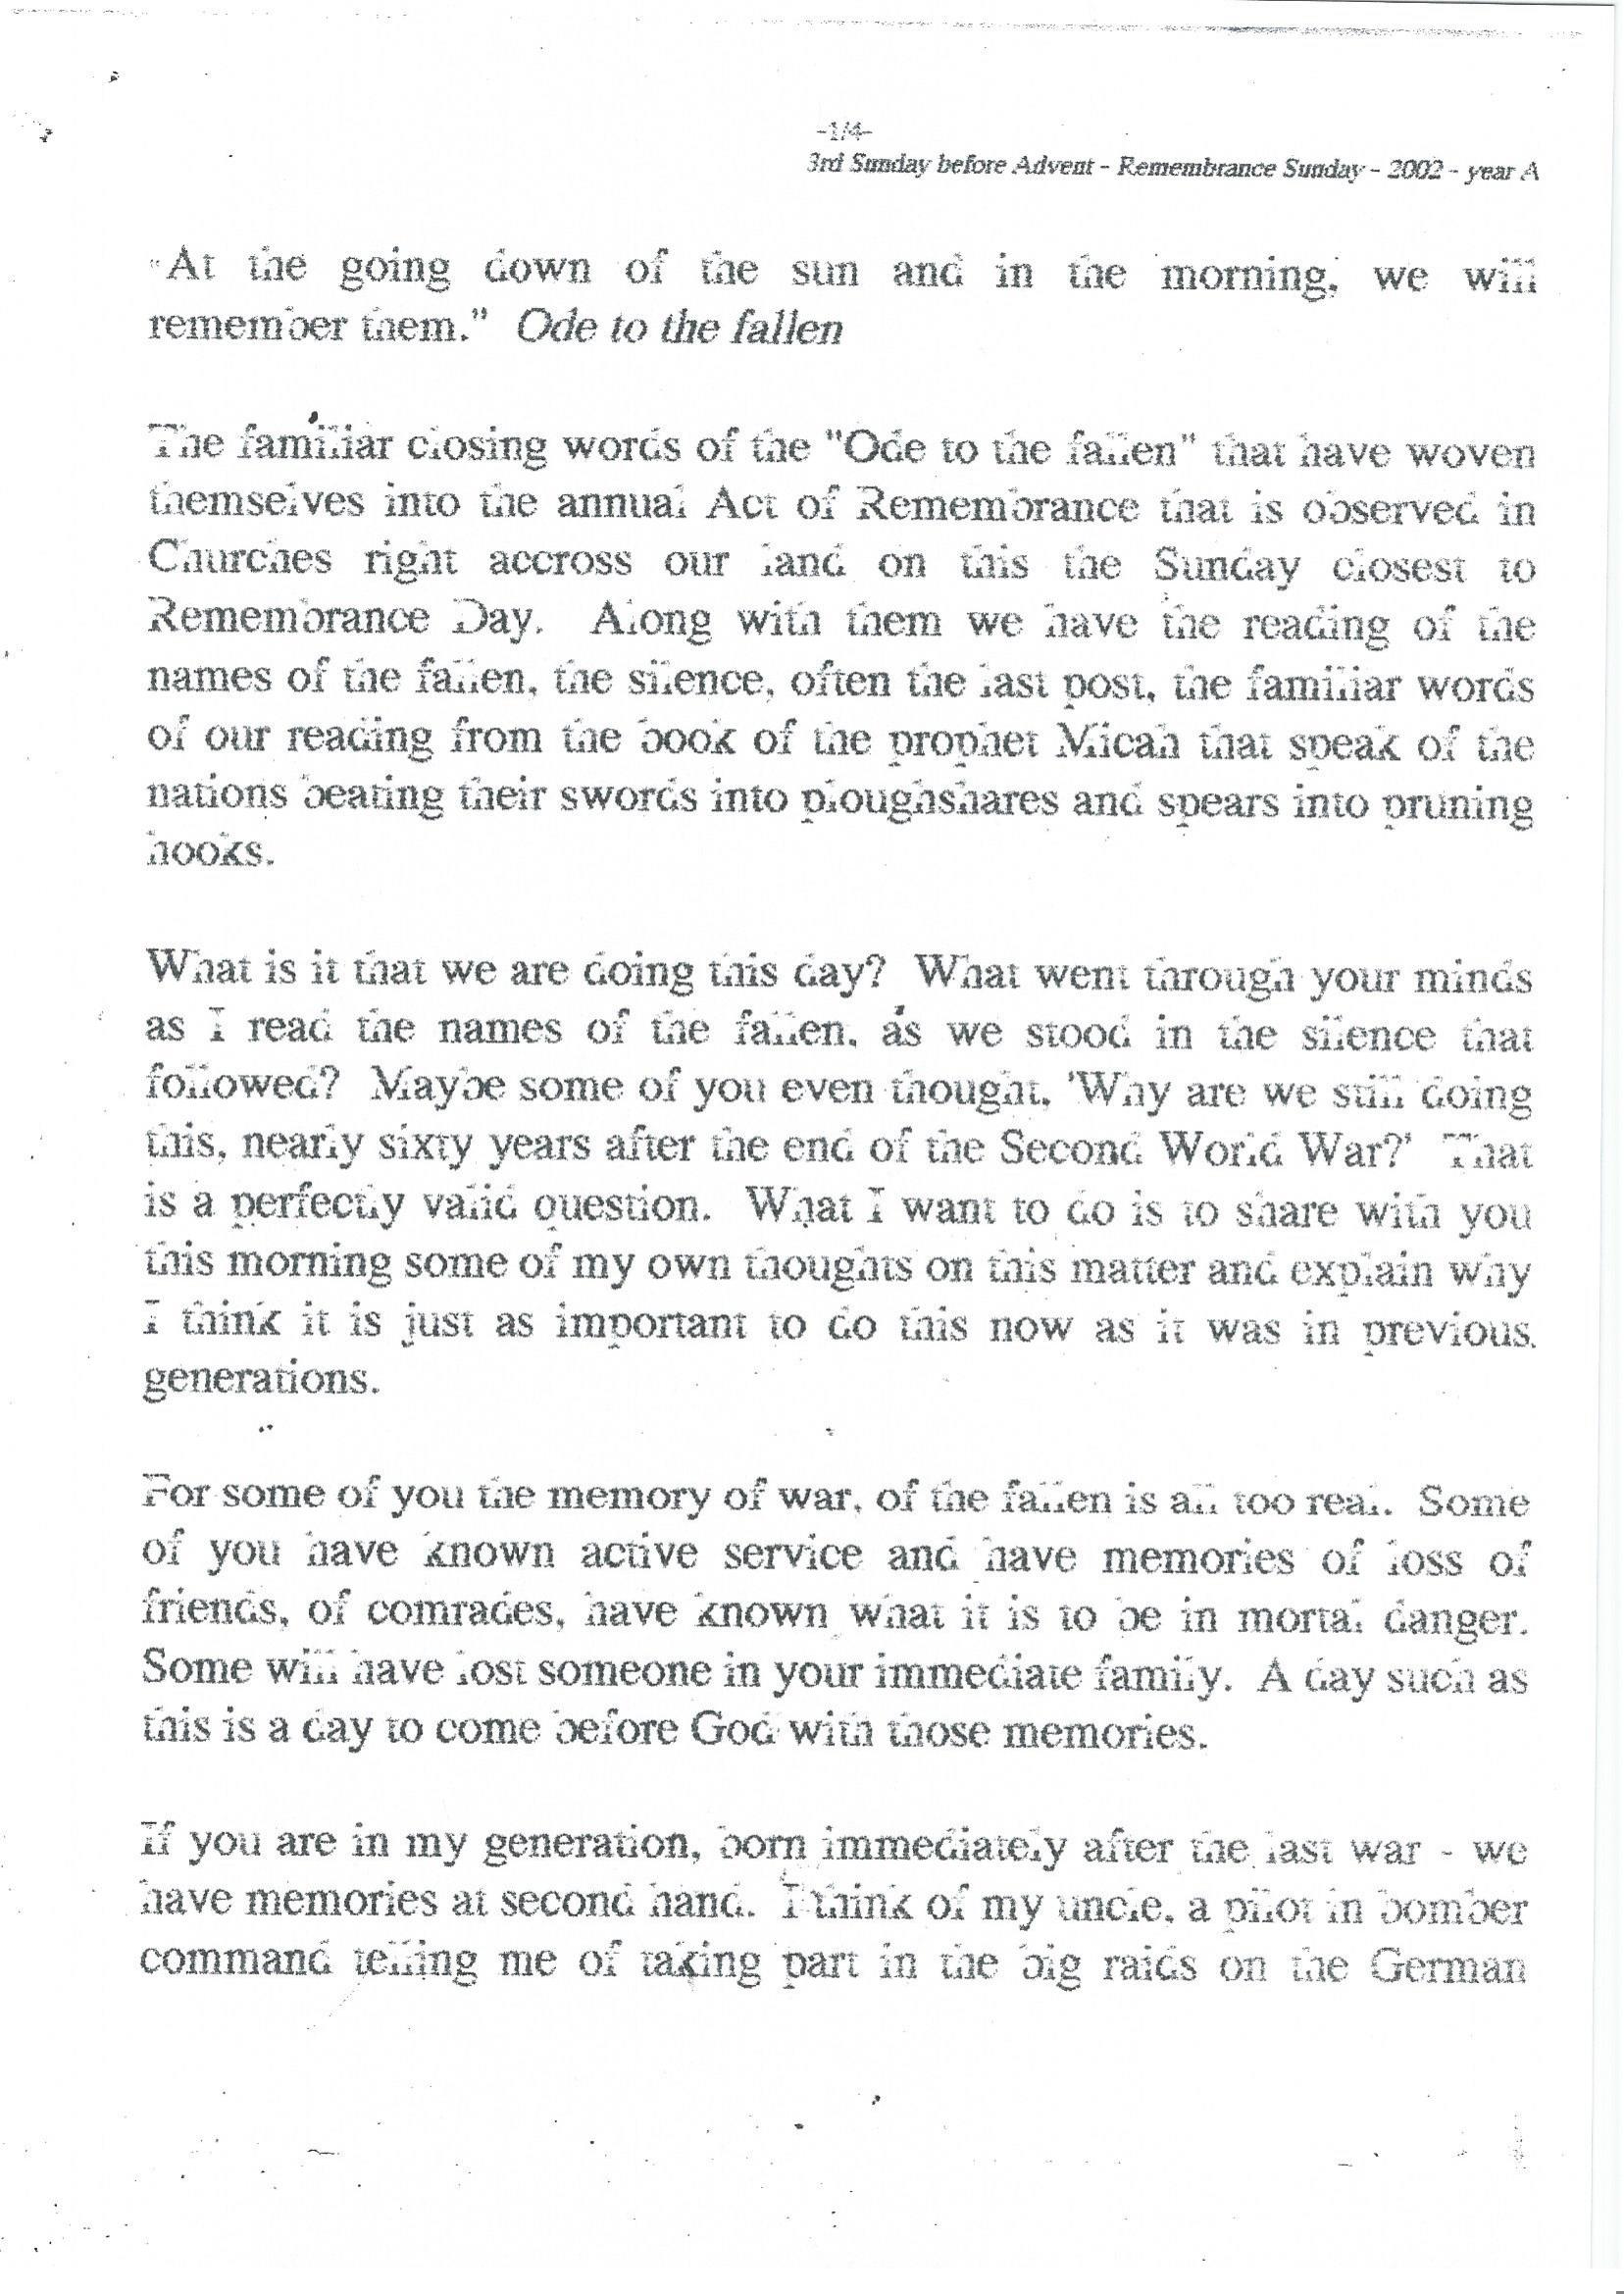 -1/4-
3rd Sunday before Advent - Remembrance Sunday - 2002 - year A
"At the going down of the sun and in the morning, we will
remember them." Ode to the fallen
The familiar closing words of the "Ode to the fallen" that have woven
themselves into the annual Act of Remembrance that is observed in
Churches right accross our land on this the Sunday closest to
Remembrance Day. Along with them we have the reading of the
names of the fallen, the silence, often the last post, the familiar words
of our reading from the book of the prophet Micah that speak of the
nations beating their swords into ploughshares and spears into pruning
hooks.
What is it that we are doing this day? What went through your minds
as I read the names of the fallen, as we stood in the silence that
followed? Maybe some of you even thought, 'Why are we still doing
this, nearly sixty years after the end of the Second World War?' That
is a perfectly valid question. What I want to do is to share with you
this morning some of my own thoughts on this matter and explain why
I think it is just as important to do this now as it was in previous
generations.
For some of you the memory of war, of the fallen is all too real. Some
of you have known active service and have memories of loss of
friends, of comrades, have known what it is to be in mortal danger.
Some will have lost someone in your immediate family. A day such as
this is a day to come before God with those memories.
If you are in my generation, born immediately after the last war - we
have memories at second hand. I think of my uncle, a pilot in bomber
command telling me of taking part in the big raids on the German